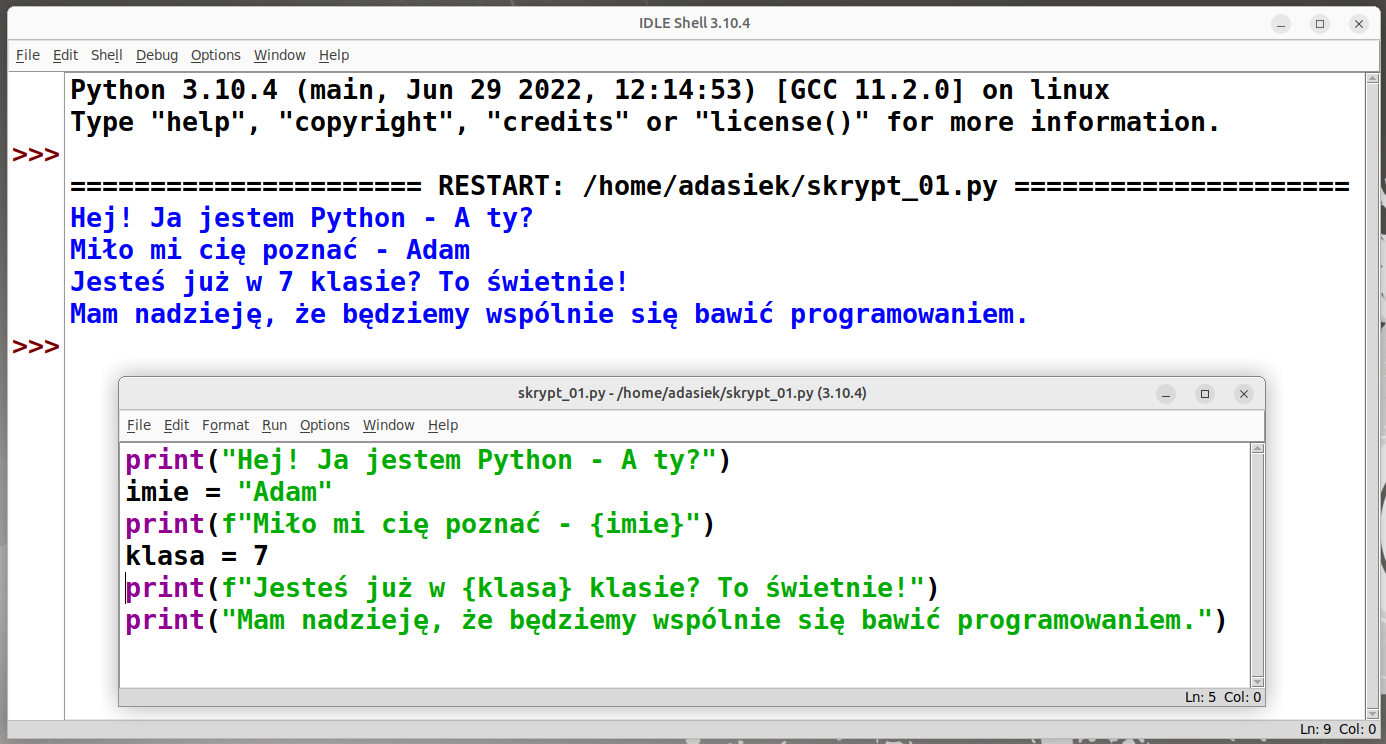 IDLE Shell 3.10.4
File Edit Shell Debug Options Window Help
Python 3.10.4 (main, Jun 29 2022, 12:14:53) [GCC 11.2.0] on linux
Type "help", "copyright", "credits" or "license()" for more information.
>>>
====================== RESTART: /home/adasiek/skrypt_01.py =====================
Hej! Ja jestem Python - A ty?
Miło mi cię poznać - Adam
Jesteś już w 7 klasie? To świetnie!
Mam nadzieję, że będziemy wspólnie się bawić programowaniem.
>>>
skrypt_01.py - /home/adasiek/skrypt_01.py (3.10.4)
File Edit Format Run Options Window Help
print("Hej! Ja jestem Python - A ty?")
imie = "Adam"
print(f"Miło mi cię poznać - {imie}")
klasa = 7
print(f"Jesteś już w {klasa} klasie? To świetnie!")
print("Mam nadzieję, że będziemy wspólnie się bawić programowaniem.")
Ln: 5 Col: 0
Ln: 9 Col: 0